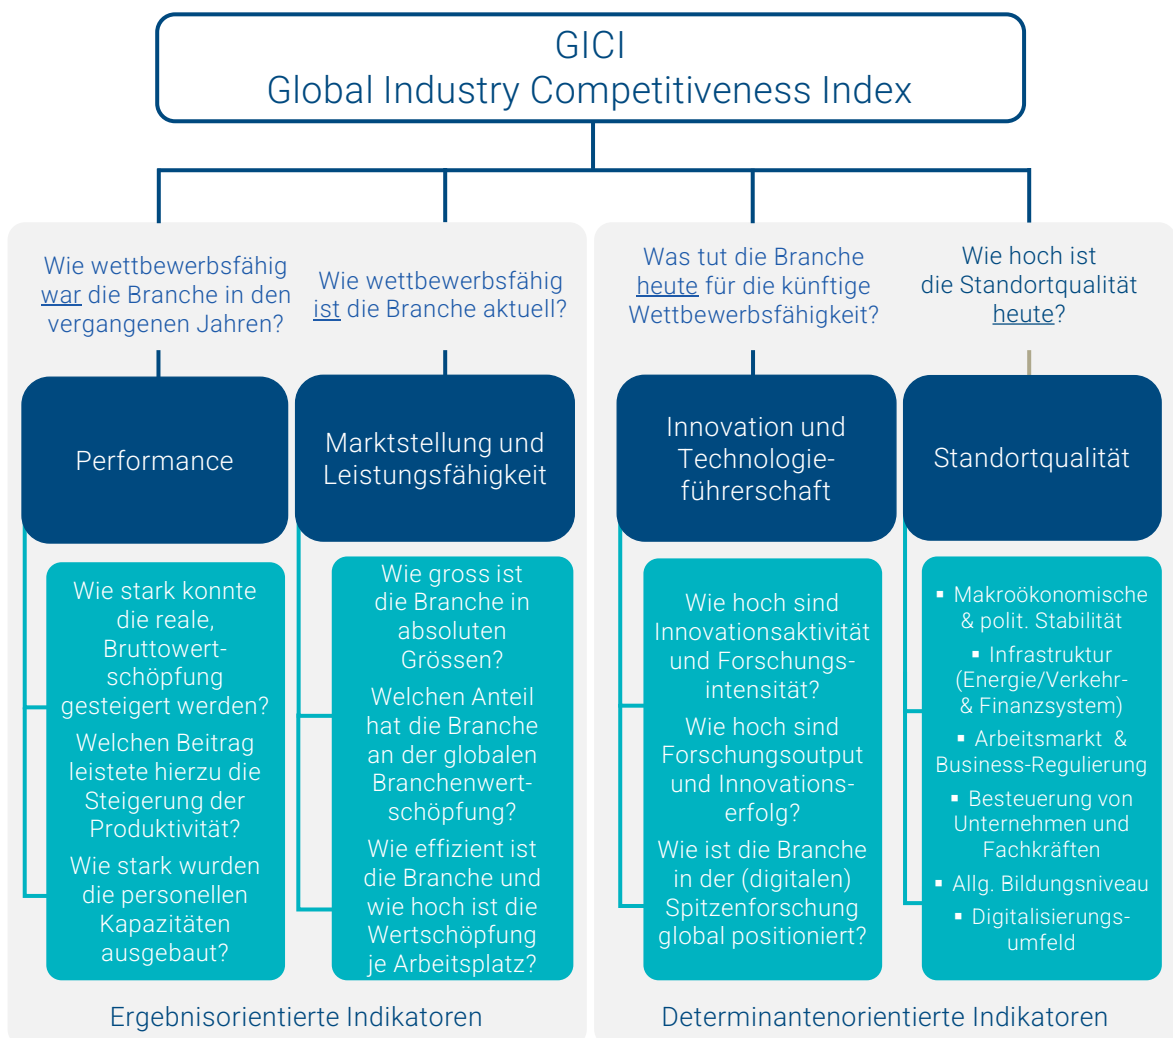 GICI
Global Industry Competitiveness Index
Wie wettbewerbsfähig
war die Branche in den
vergangenen Jahren?
Wie wettbewerbsfähig
ist die Branche aktuell?
Was tut die Branche
heute für die künftige
Wettbewerbsfähigkeit?
Wie hoch ist
die Standortqualität
heute?
Performance
Marktstellung und
Leistungsfähigkeit
Innovation und
Technologie-
führerschaft
Standortqualität
Wie stark konnte
die reale,
Bruttowert-
schöpfung
gesteigert werden?
Welchen Beitrag
leistete hierzu die
Steigerung der
Produktivität?
Wie stark wurden
die personellen
Kapazitäten
ausgebaut?
Wie gross ist
die Branche in
absoluten
Grössen?
Welchen Anteil
hat die Branche
an der globalen
Branchenwert-
schöpfung?
Wie effizient ist
die Branche und
wie hoch ist die
Wertschöpfung
je Arbeitsplatz?
Wie hoch sind
Innovationsaktivität
und Forschungs-
intensität?
Wie hoch sind
Forschungsoutput
und Innovations-
erfolg?
Wie ist die Branche
in der (digitalen)
Spitzenforschung
global positioniert?
▪ Makroökonomische
& polit. Stabilität
▪ Infrastruktur
(Energie/Verkehr-
& Finanzsystem)
▪ Arbeitsmarkt &
Business-Regulierung
▪ Besteuerung von
Unternehmen und
Fachkräften
▪ Allg. Bildungsniveau
▪ Digitalisierungs-
umfeld
Ergebnisorientierte Indikatoren
Determinantenorientierte Indikatoren